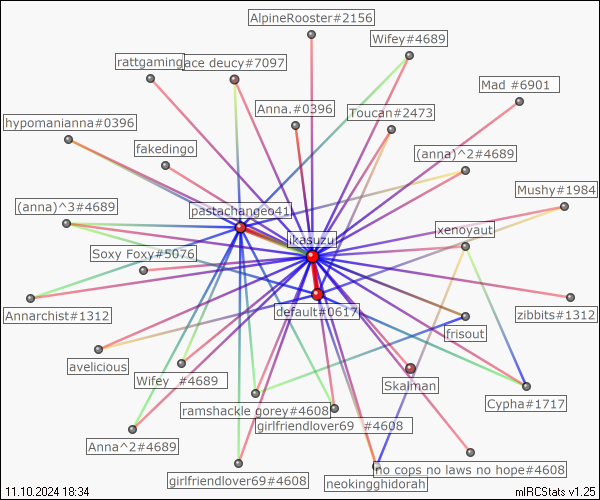 AlpineRooster#2156
Wifey#4689
rattgaming
ace deucy#7097
Mad #6901
Anna.#0396
Toucan#2473
hypomanianna#0396
fakedingo
(anna)^2#4689
Mushy#1984
(anna)^3#4689
pastachangeo41
xenoyaut
ikasuzu
Soxy Foxy#5076
Annarchist#1312
default#0617
zibbits#1312
frisout
avelicious
Wifey #4689
Skalman
Cypha#1717
ramshackle gorey#4608
girlfriendlover69 #4608
Anna^2#4689
no cops no laws no hope#4608
girlfriendlover69#4608
neokingghidorah
11.10.2024 18:34
mIRCStats v1.25